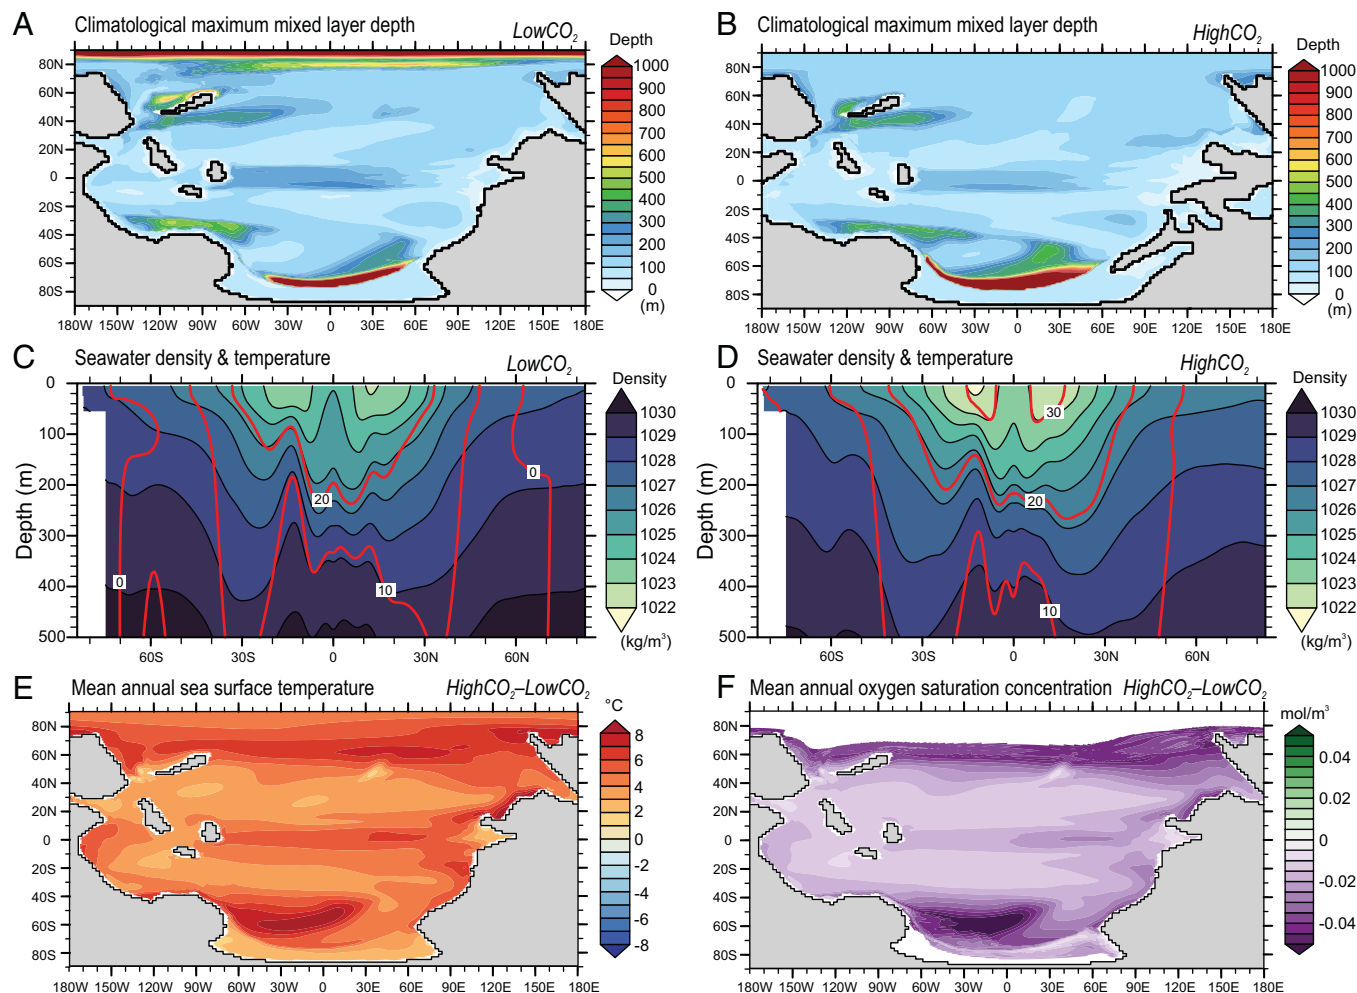 A Climatological maximum mixed layer depth LowCO2
Depth
80N
60N
40N
20N
0
20S
40S
60S
80S
180W 150W 120W 90W 60W 30W 0 30E 60E 90E 120E 150E 180E
1000
900
800
700
600
500
400
300
200
100
0
(m)
B Climatological maximum mixed layer depth HighCO2
Depth
80N
60N
40N
20N
0
20S
40S
60S
80S
180W 150W 120W 90W 60W 30W 0 30E 60E 90E 120E 150E 180E
1000
900
800
700
600
500
400
300
200
100
0
(m)
C Seawater density & temperature LowCO2
Density
Depth (m)
0
100
200
300
400
500
60S 30S 0 30N 60N
0
20
0
10
1030
1029
1028
1027
1026
1025
1024
1023
1022
(kg/m3)
D Seawater density & temperature HighCO2
Density
Depth (m)
0
100
200
300
400
500
60S 30S 0 30N 60N
30
20
10
1030
1029
1028
1027
1026
1025
1024
1023
1022
(kg/m3)
E Mean annual sea surface temperature HighCO2–LowCO2
°C
80N
60N
40N
20N
0
20S
40S
60S
80S
180W 150W 120W 90W 60W 30W 0 30E 60E 90E 120E 150E 180E
8
6
4
2
0
-2
-4
-6
-8
F Mean annual oxygen saturation concentration HighCO2–LowCO2
mol/m3
80N
60N
40N
20N
0
20S
40S
60S
80S
180W 150W 120W 90W 60W 30W 0 30E 60E 90E 120E 150E 180E
0.04
0.02
0
-0.02
-0.04